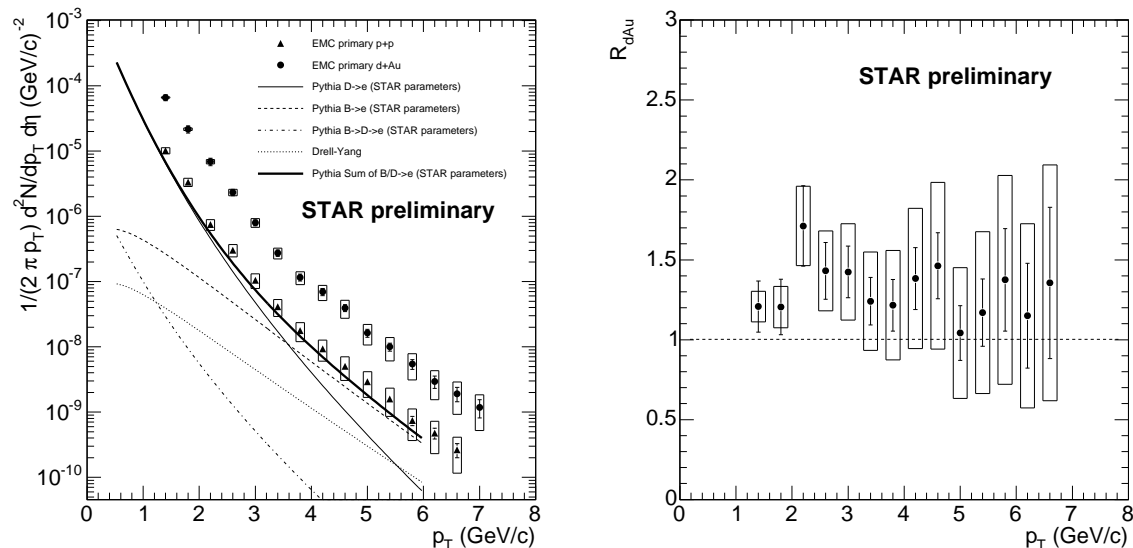 1/(2 π p_T) d²N/dp_T dη (GeV/c)⁻²
10⁻³
10⁻⁴
10⁻⁵
10⁻⁶
10⁻⁷
10⁻⁸
10⁻⁹
10⁻¹⁰
EMC primary p+p
EMC primary d+Au
Pythia D->e (STAR parameters)
Pythia B->e (STAR parameters)
Pythia B->D->e (STAR parameters)
Drell-Yang
Pythia Sum of B/D->e (STAR parameters)
STAR preliminary
0 1 2 3 4 5 6 7 8
p_T (GeV/c)
R_dAu
3
2.5
2
1.5
1
0.5
0
STAR preliminary
0 1 2 3 4 5 6 7 8
p_T (GeV/c)